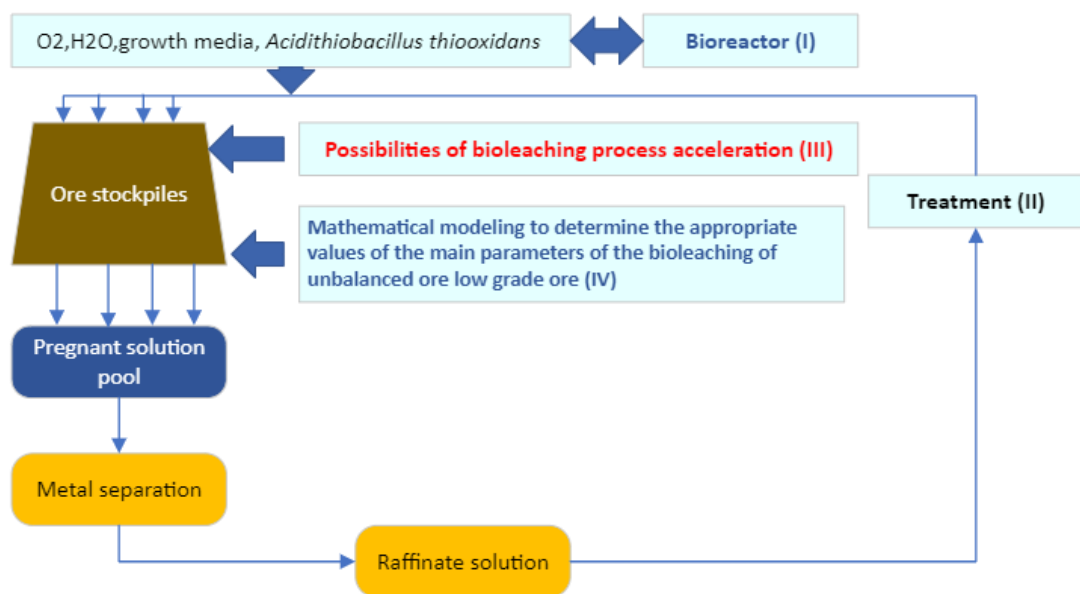 O2,H2O,growth media, Acidithiobacillus thiooxidans
Bioreactor (I)
Possibilities of bioleaching process acceleration (III)
Ore stockpiles
Treatment (II)
Mathematical modeling to determine the appropriate
values of the main parameters of the bioleaching of
unbalanced ore low grade ore (IV)
Pregnant solution
pool
Metal separation
Raffinate solution